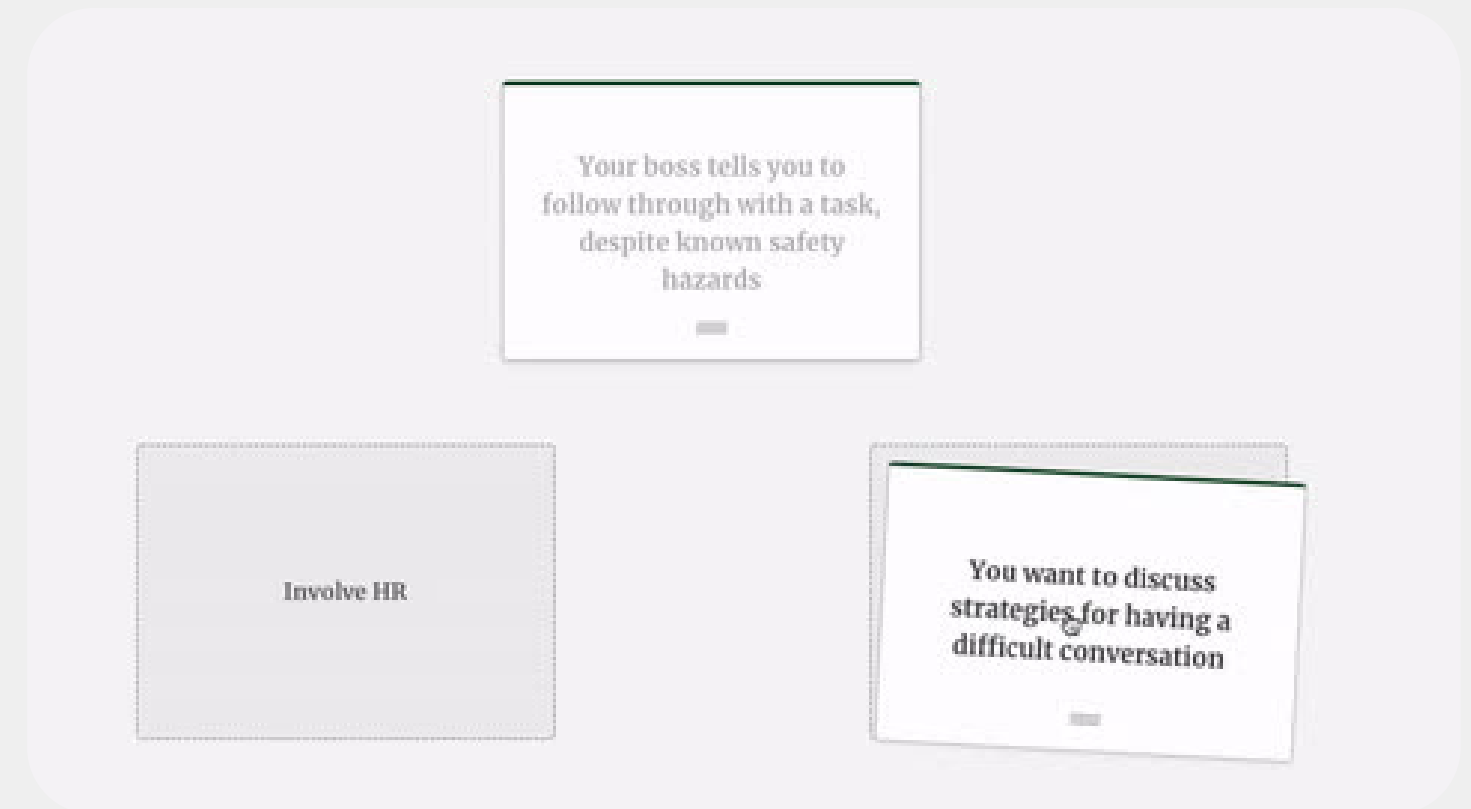 Your boss tells you to
follow through with a task,
despite known safety
hazards
Involve HR
You want to discuss
strategies for having a
difficult conversation